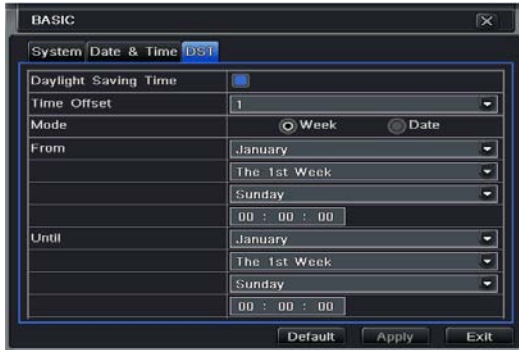 BASIC
System Date & Time DST
Daylight Saving Time
Time Offset 1
Mode Week Date
From January
The 1st Week
Sunday
00 : 00 : 00
Until January
The 1st Week
Sunday
00 : 00 : 00
Default Apply Exit